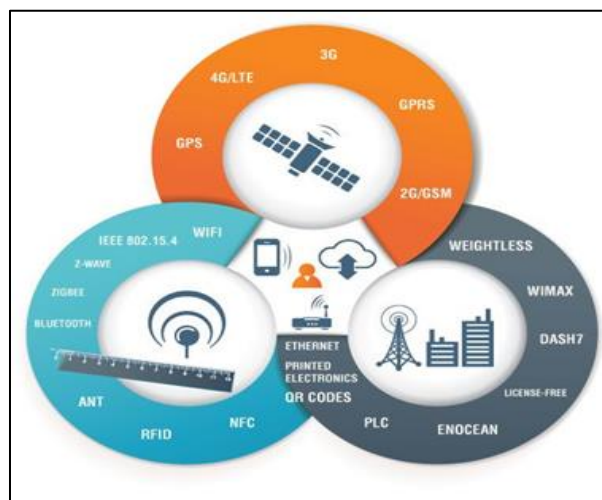 3G
4G/LTE
GPRS
GPS
2G/GSM
WIFI
IEEE 802.15.4
Z-WAVE
ZIGBEE
BLUETOOTH
ANT
RFID
NFC
WEIGHTLESS
WIMAX
DASH7
LICENSE-FREE
ENOCEAN
PLC
ETHERNET
PRINTED
ELECTRONICS
QR CODES